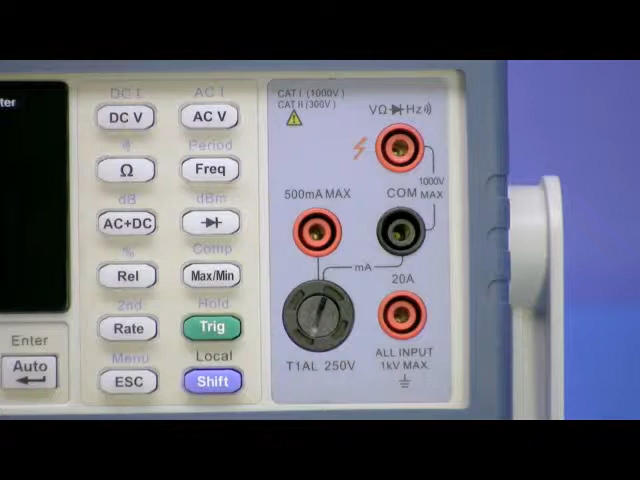 ter
DC I
AC I
DC V
AC V
Period
Ω
Freq
dB
dBm
AC+DC
%
Comp
Rel
Max/Min
2nd
Hold
Rate
Trig
Menu
Local
ESC
Shift
Enter
Auto
CAT I (1000V)
CAT II (300V)
VΩ Hz
1000V
MAX
500mA MAX
COM
mA
20A
T1AL 250V
ALL INPUT
1kV MAX.